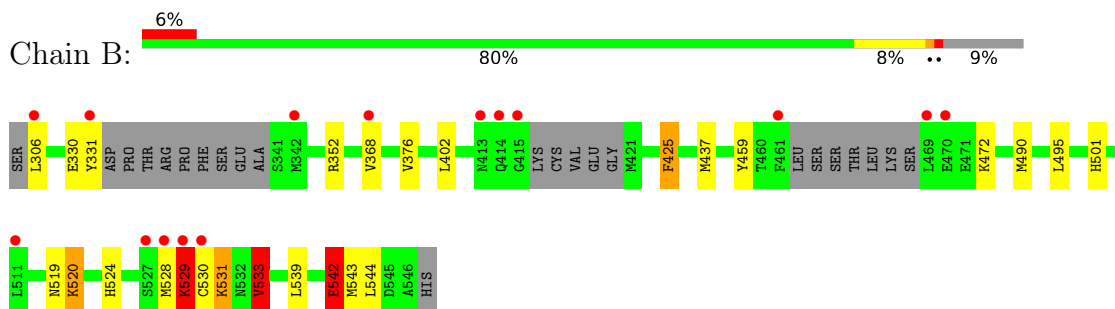 6%
Chain B:
80% 8% •• 9%
SER L306 E330 Y331 ASP PRO THR ARG PRO PHE SER GLU ALA S341 M342 R352 V368 V376 L402 N413 Q414 G415 LYS CYS VAL GLU GLY M421 F425 M437 Y459 T460 F461 LEU SER SER THR LEU LYS SER L469 E470 E471 K472 M490 L495 H501
L511 N519 K520 H524 S527 M528 K529 C530 K531 N532 V533 L539 E542 M543 L544 D545 A546 HIS